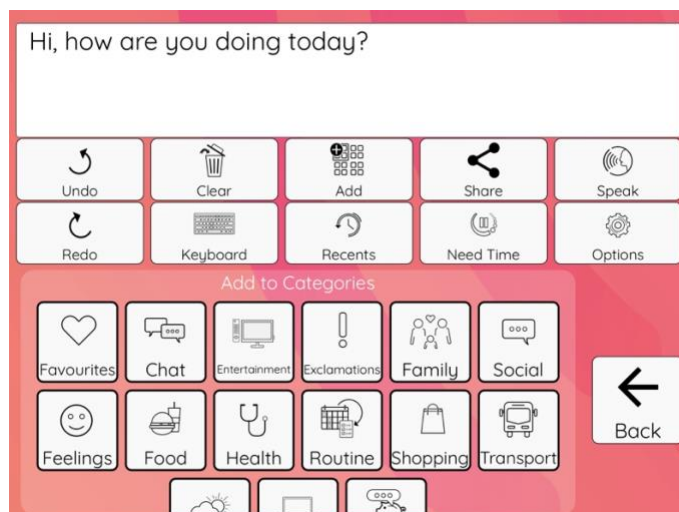 Hi, how are you doing today?
Undo Clear Add Share Speak
Redo Keyboard Recents Need Time Options
Add to Categories
Favourites Chat Entertainment Exclamations Family Social
Back
Feelings Food Health Routine Shopping Transport